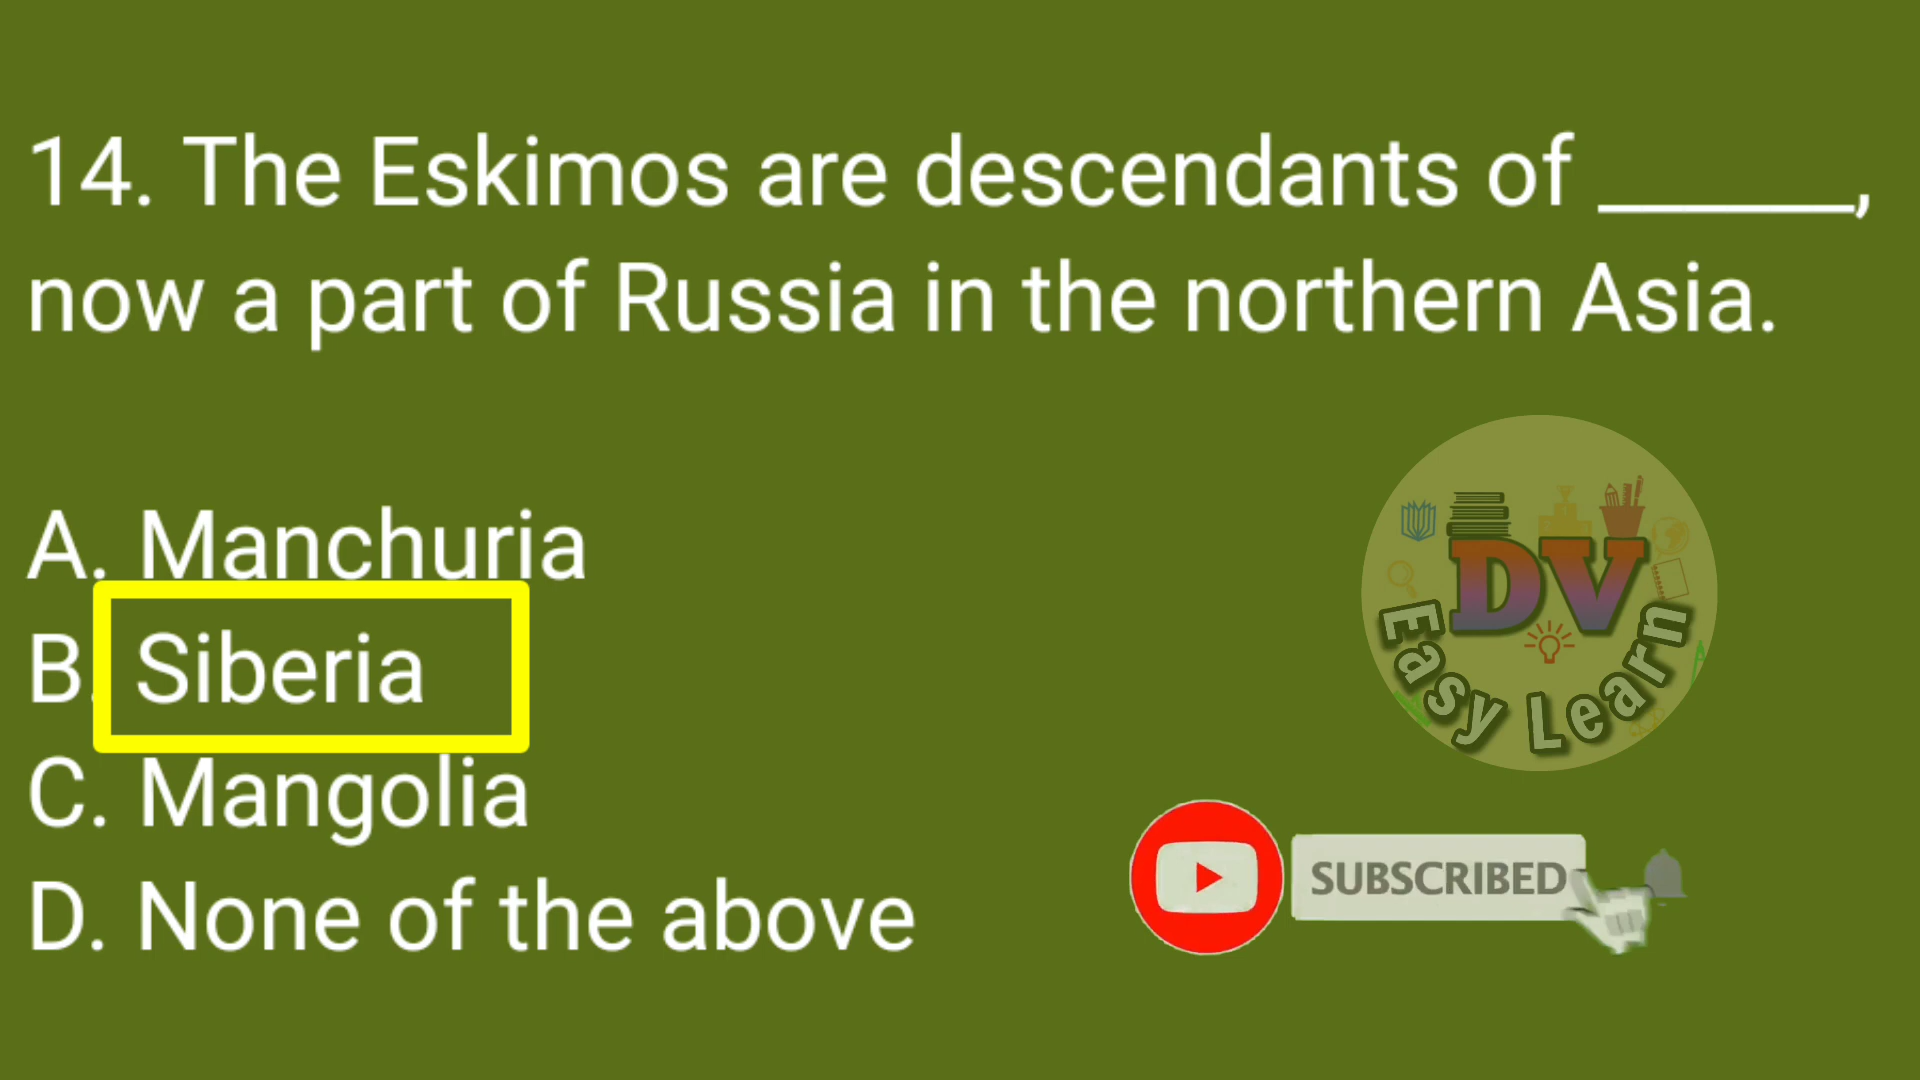 14. The Eskimos are descendants of ______,
now a part of Russia in the northern Asia.
A. Manchuria
B. Siberia
C. Mangolia
D. None of the above
DV
Easy Learn
SUBSCRIBED